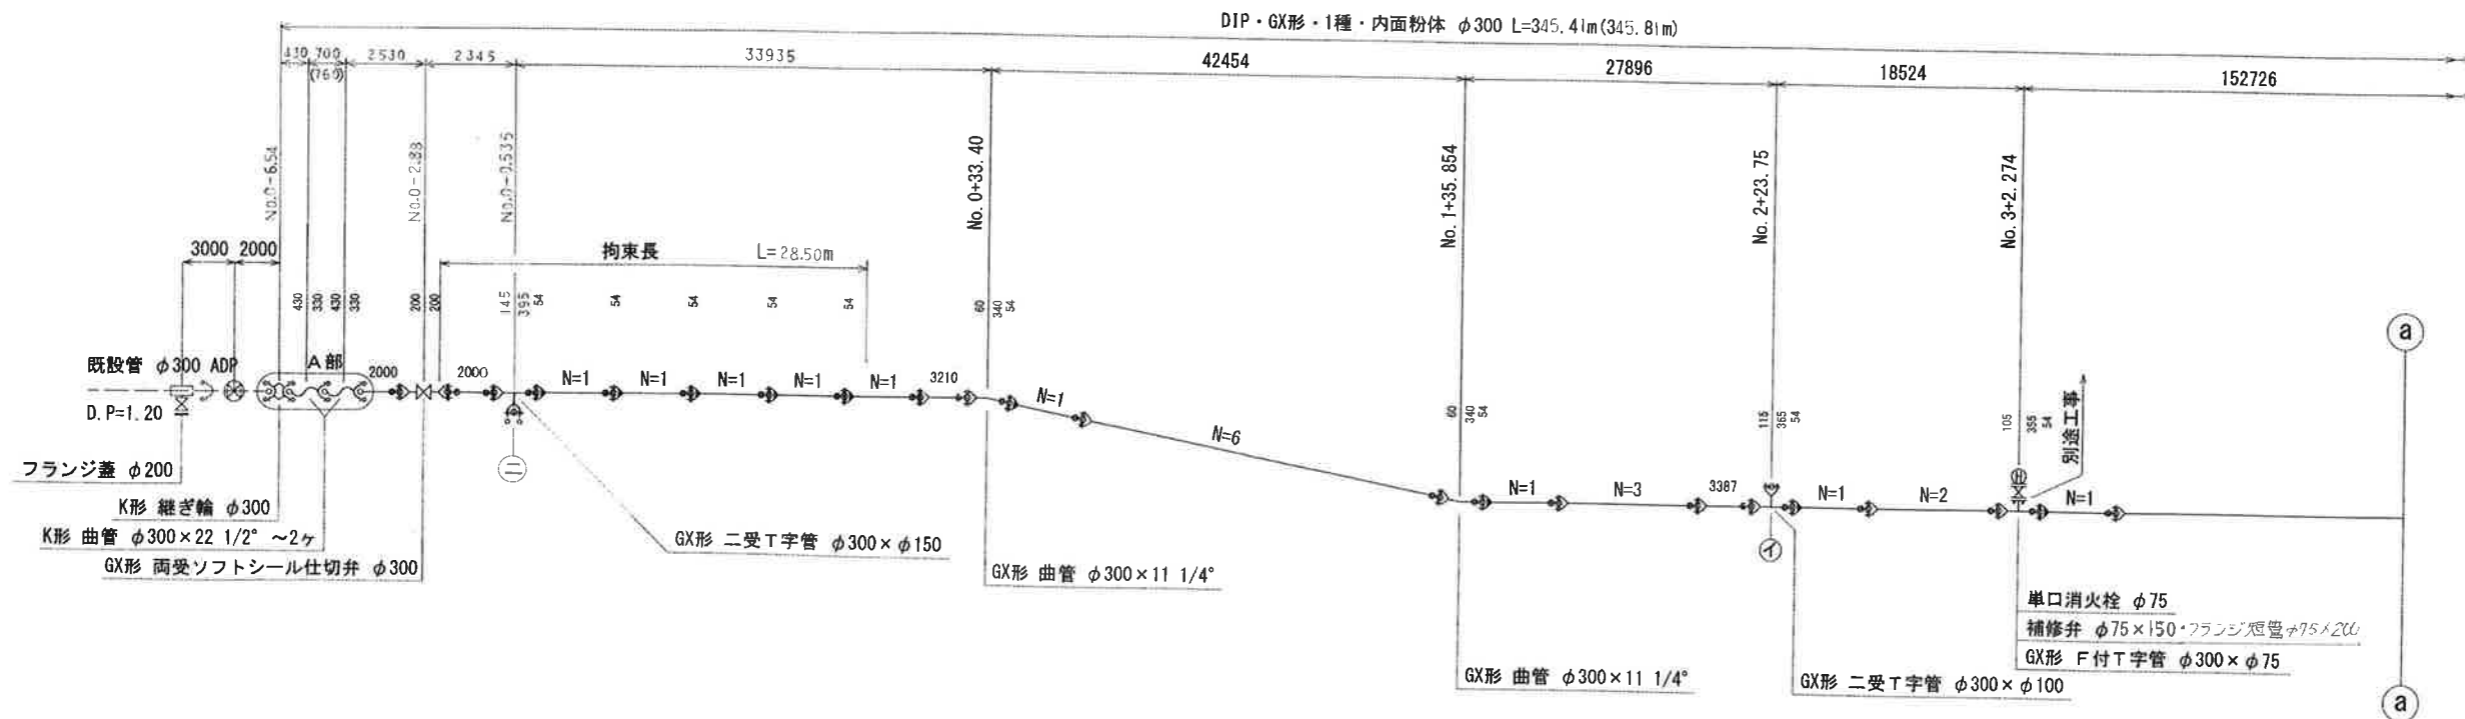 DIP・GX形・1種・内面粉体 φ300 L=345.41m(345.81m)
430 700 2530 2345 33935 42454 27896 18524 152726
(760)
No.0-6.54
No.0-2.88
No.0-0.535
No.0+33.40
No.1+35.854
No.2+23.75
No.3+2.274
3000 2000
拘束長 L=28.50m
430 330 430 330 200 200 145 395 54 54 54 54 54 60 340 54 60 340 54 115 365 54 105 355 54
別途工事
a
既設管 φ300 ADP
A部
2000 2000 N=1 N=1 N=1 N=1 N=1 3210 N=1
N=6
N=1 N=3 3387 N=1 N=2 H N=1
D.P=1.20
ニ
イ
フランジ蓋 φ200
K形 継ぎ輪 φ300
K形 曲管 φ300×22 1/2° ～2ヶ
GX形 両受ソフトシール仕切弁 φ300
GX形 二受T字管 φ300×φ150
GX形 曲管 φ300×11 1/4°
GX形 曲管 φ300×11 1/4°
GX形 二受T字管 φ300×φ100
単口消火栓 φ75
補修弁 φ75×150・フランジ短管φ75×200
GX形 F付T字管 φ300×φ75
a